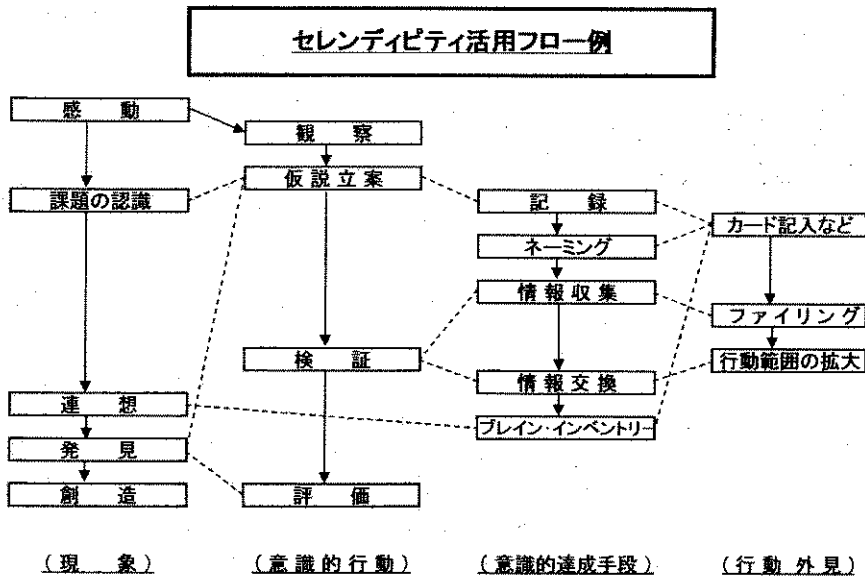 セレンディピティ活用フロー例
感動
観察
仮説立案
課題の認識
記録
カード記入など
ネーミング
情報収集
ファイリング
検証
行動範囲の拡大
情報交換
連想
ブレイン・インベントリー
発見
創造
評価
(現象)
(意識的行動)
(意識的達成手段)
(行動外見)